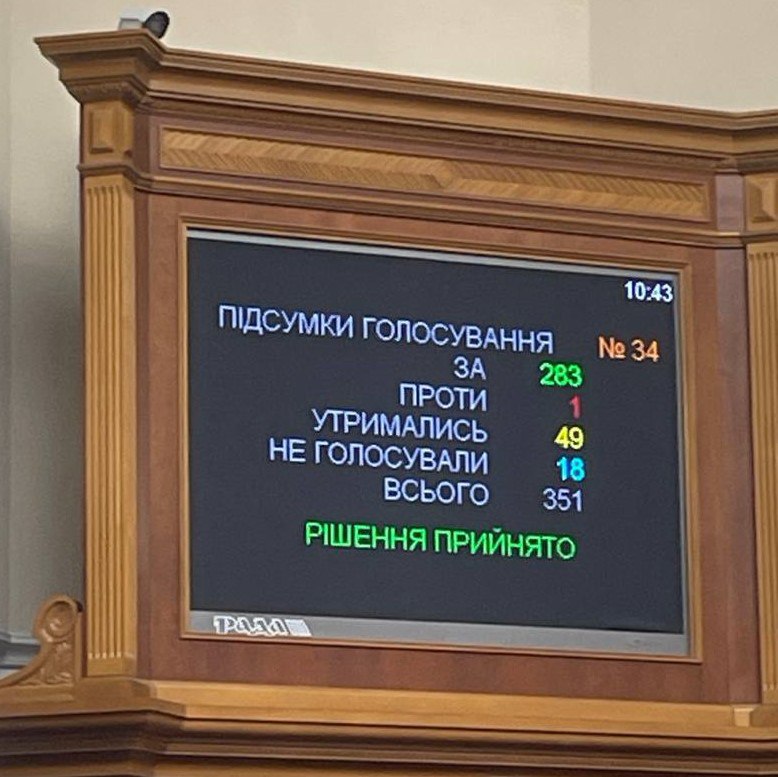 10:43
ПІДСУМКИ ГОЛОСУВАННЯ № 34
ЗА 283
ПРОТИ 1
УТРИМАЛИСЬ 49
НЕ ГОЛОСУВАЛИ 18
ВСЬОГО 351
РІШЕННЯ ПРИЙНЯТО
РАДА